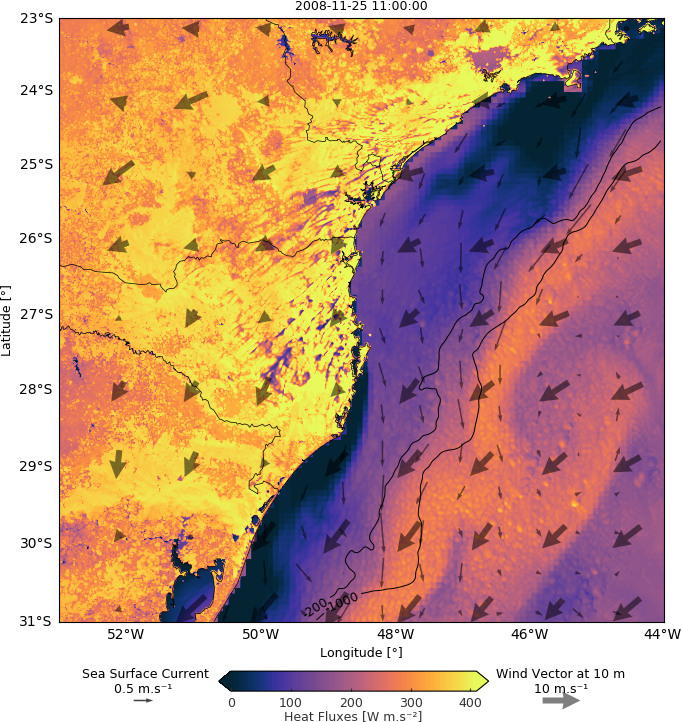 2008-11-25 11:00:00
23°S
24°S
25°S
26°S
27°S
28°S
29°S
30°S
31°S
Latitude [°]
200
1000
52°W 50°W 48°W 46°W 44°W
Longitude [°]
Sea Surface Current
0.5 m.s⁻¹
Wind Vector at 10 m
10 m.s⁻¹
0 100 200 300 400
Heat Fluxes [W m.s⁻²]